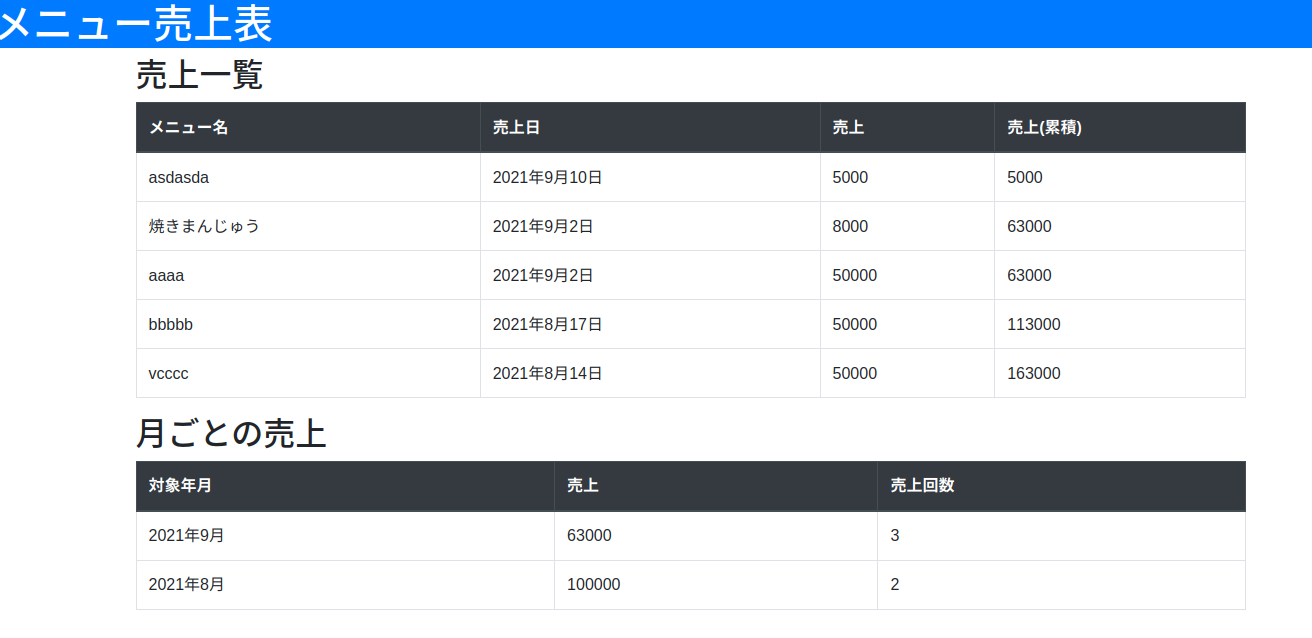 メニュー売上表
売上一覧
メニュー名 売上日 売上 売上(累積)
asdasda 2021年9月10日 5000 5000
焼きまんじゅう 2021年9月2日 8000 63000
aaaa 2021年9月2日 50000 63000
bbbbb 2021年8月17日 50000 113000
vcccc 2021年8月14日 50000 163000
月ごとの売上
対象年月 売上 売上回数
2021年9月 63000 3
2021年8月 100000 2